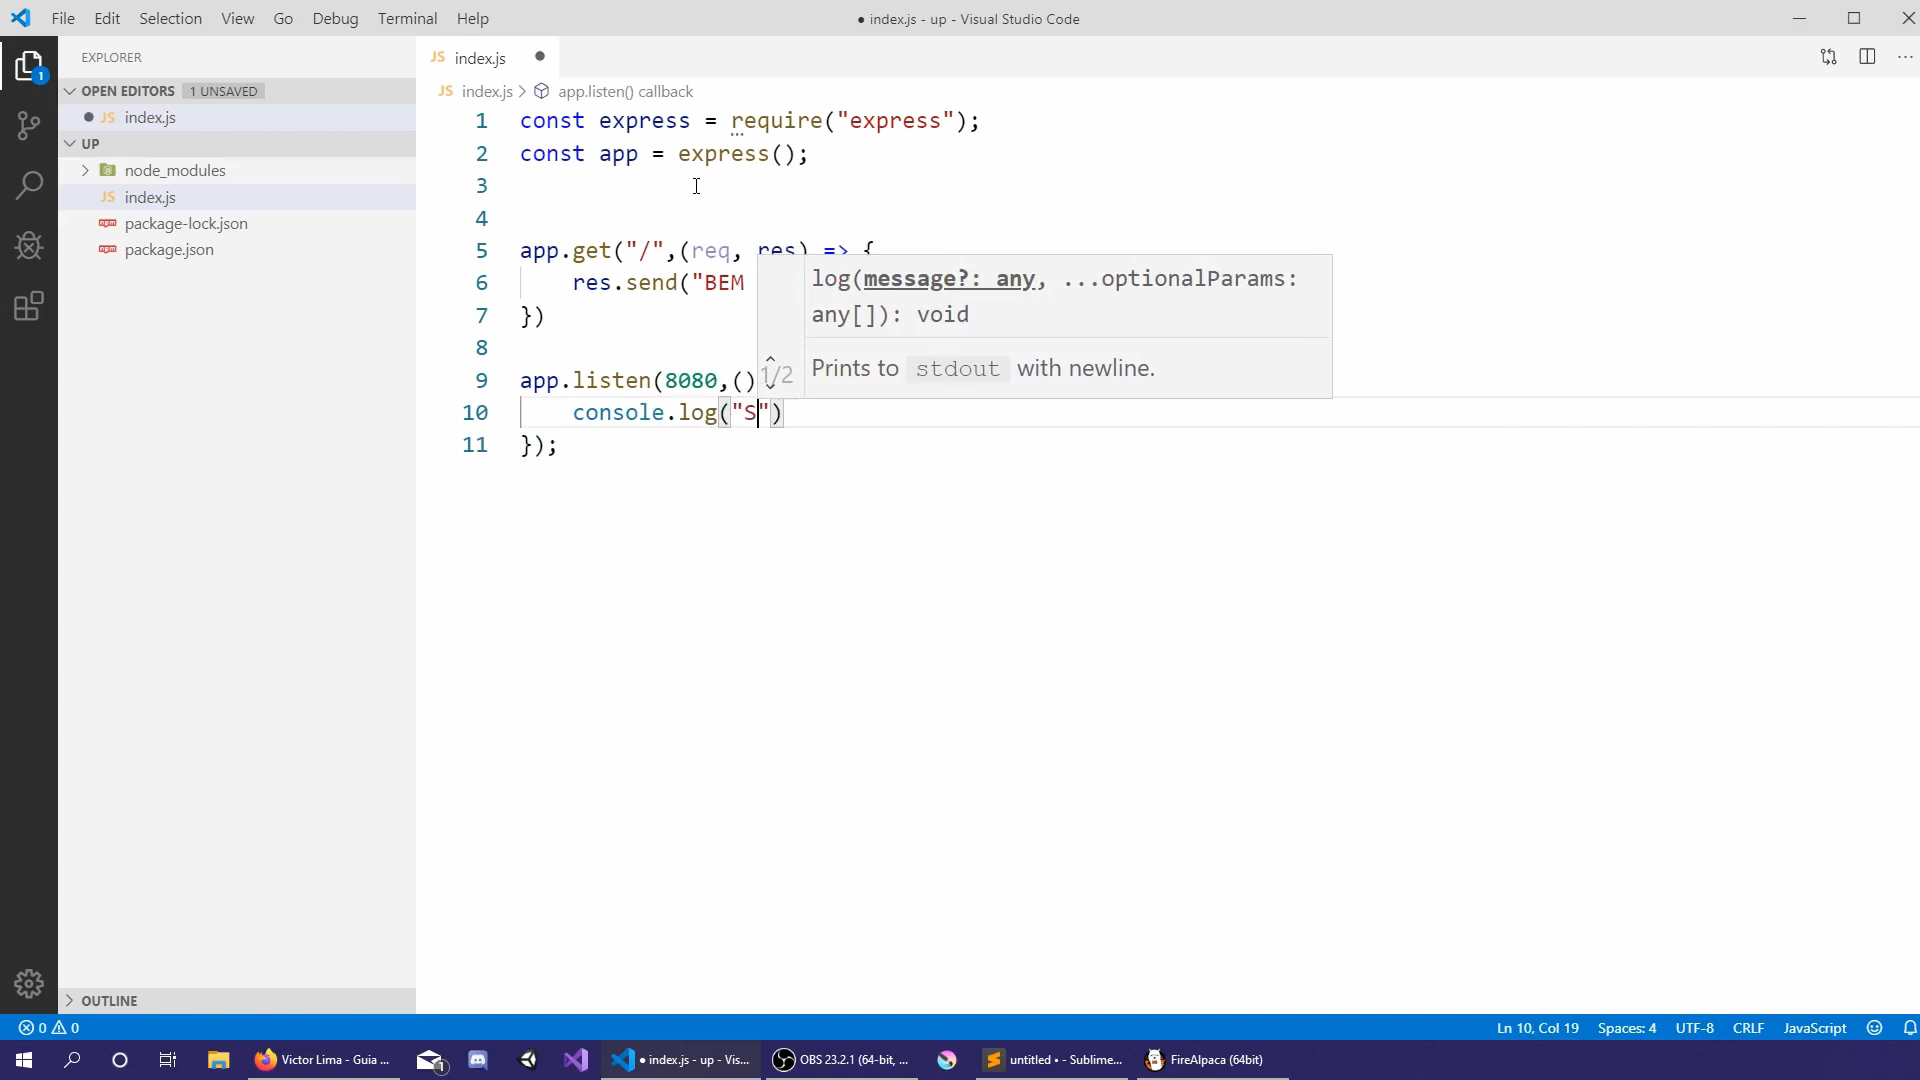 File Edit Selection View Go Debug Terminal Help
● index.js - up - Visual Studio Code
EXPLORER
OPEN EDITORS 1 UNSAVED
JS index.js
UP
node_modules
JS index.js
package-lock.json
package.json
OUTLINE
JS index.js
JS index.js > app.listen() callback
1 const express = require("express");
2 const app = express();
3
4
5 app.get("/",(req, res) => {
6 res.send("BEM
7 })
8
9 app.listen(8080,()
10 console.log("S")
11 });
log(message?: any, ...optionalParams:
any[]): void
1/2
Prints to stdout with newline.
1
0 0
Ln 10, Col 19 Spaces: 4 UTF-8 CRLF JavaScript
Victor Lima - Guia ...
1
● index.js - up - Vis...
OBS 23.2.1 (64-bit, ...
untitled • - Sublime...
FireAlpaca (64bit)